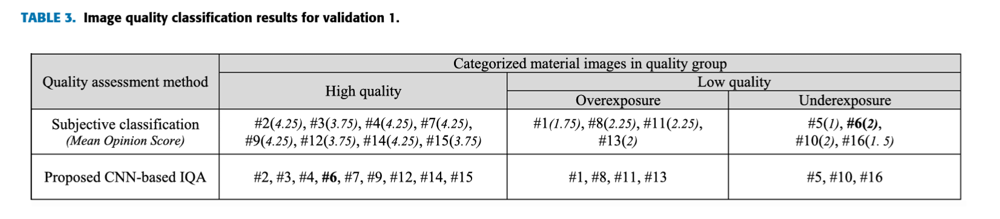 TABLE 3. Image quality classification results for validation 1.
Quality assessment method
Categorized material images in quality group
High quality
Low quality
Overexposure
Underexposure
Subjective classification
(Mean Opinion Score)
#2(4.25), #3(3.75), #4(4.25), #7(4.25),
#9(4.25), #12(3.75), #14(4.25), #15(3.75)
#1(1.75), #8(2.25), #11(2.25),
#13(2)
#5(1), #6(2),
#10(2), #16(1. 5)
Proposed CNN-based IQA
#2, #3, #4, #6, #7, #9, #12, #14, #15
#1, #8, #11, #13
#5, #10, #16